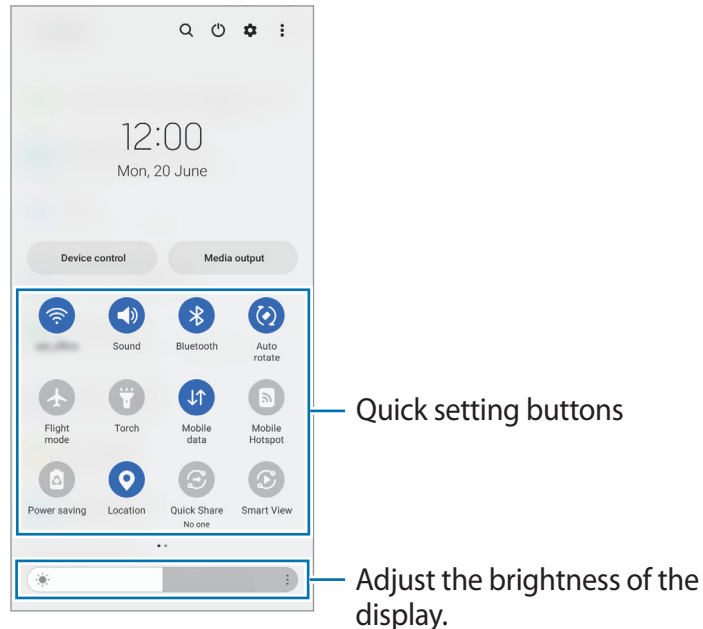 12:00
Mon, 20 June
Device control Media output
Sound Bluetooth Auto
rotate
Flight
mode Torch Mobile
data Mobile
Hotspot
Quick setting buttons
Power saving Location Quick Share
No one Smart View
Adjust the brightness of the
display.